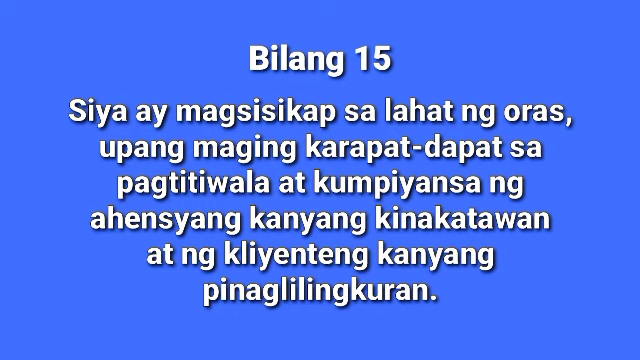 Bilang 15
Siya ay magsisikap sa lahat ng oras,
upang maging karapat-dapat sa
pagtitiwala at kumpiyansa ng
ahensyang kanyang kinakatawan
at ng kliyenteng kanyang
pinaglilingkuran.